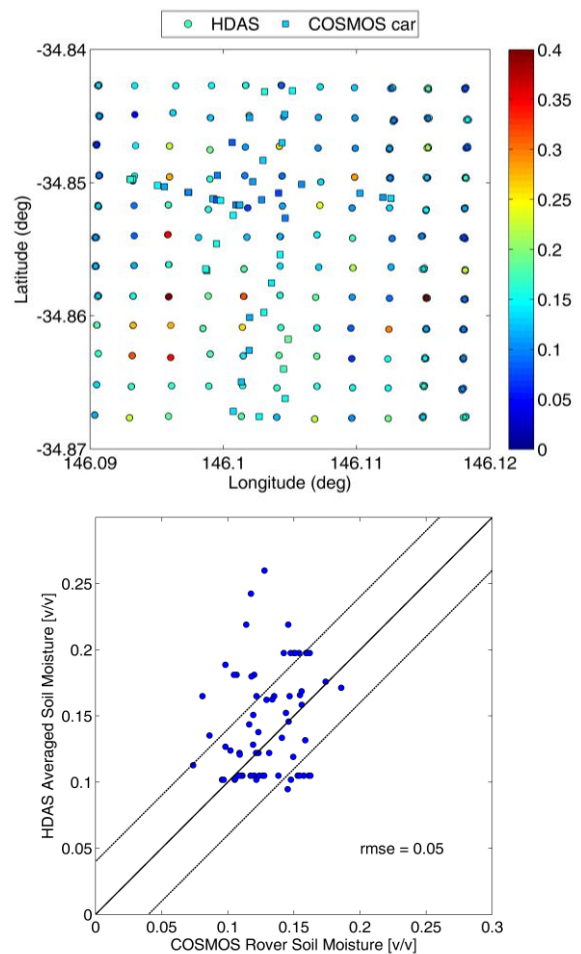 HDAS COSMOS car
-34.84
-34.85
-34.86
-34.87
Latitude (deg)
146.09 146.1 146.11 146.12
Longitude (deg)
0.4
0.35
0.3
0.25
0.2
0.15
0.1
0.05
0
HDAS Averaged Soil Moisture [v/v]
0.25
0.2
0.15
0.1
0.05
0
rmse = 0.05
0 0.05 0.1 0.15 0.2 0.25 0.3
COSMOS Rover Soil Moisture [v/v]